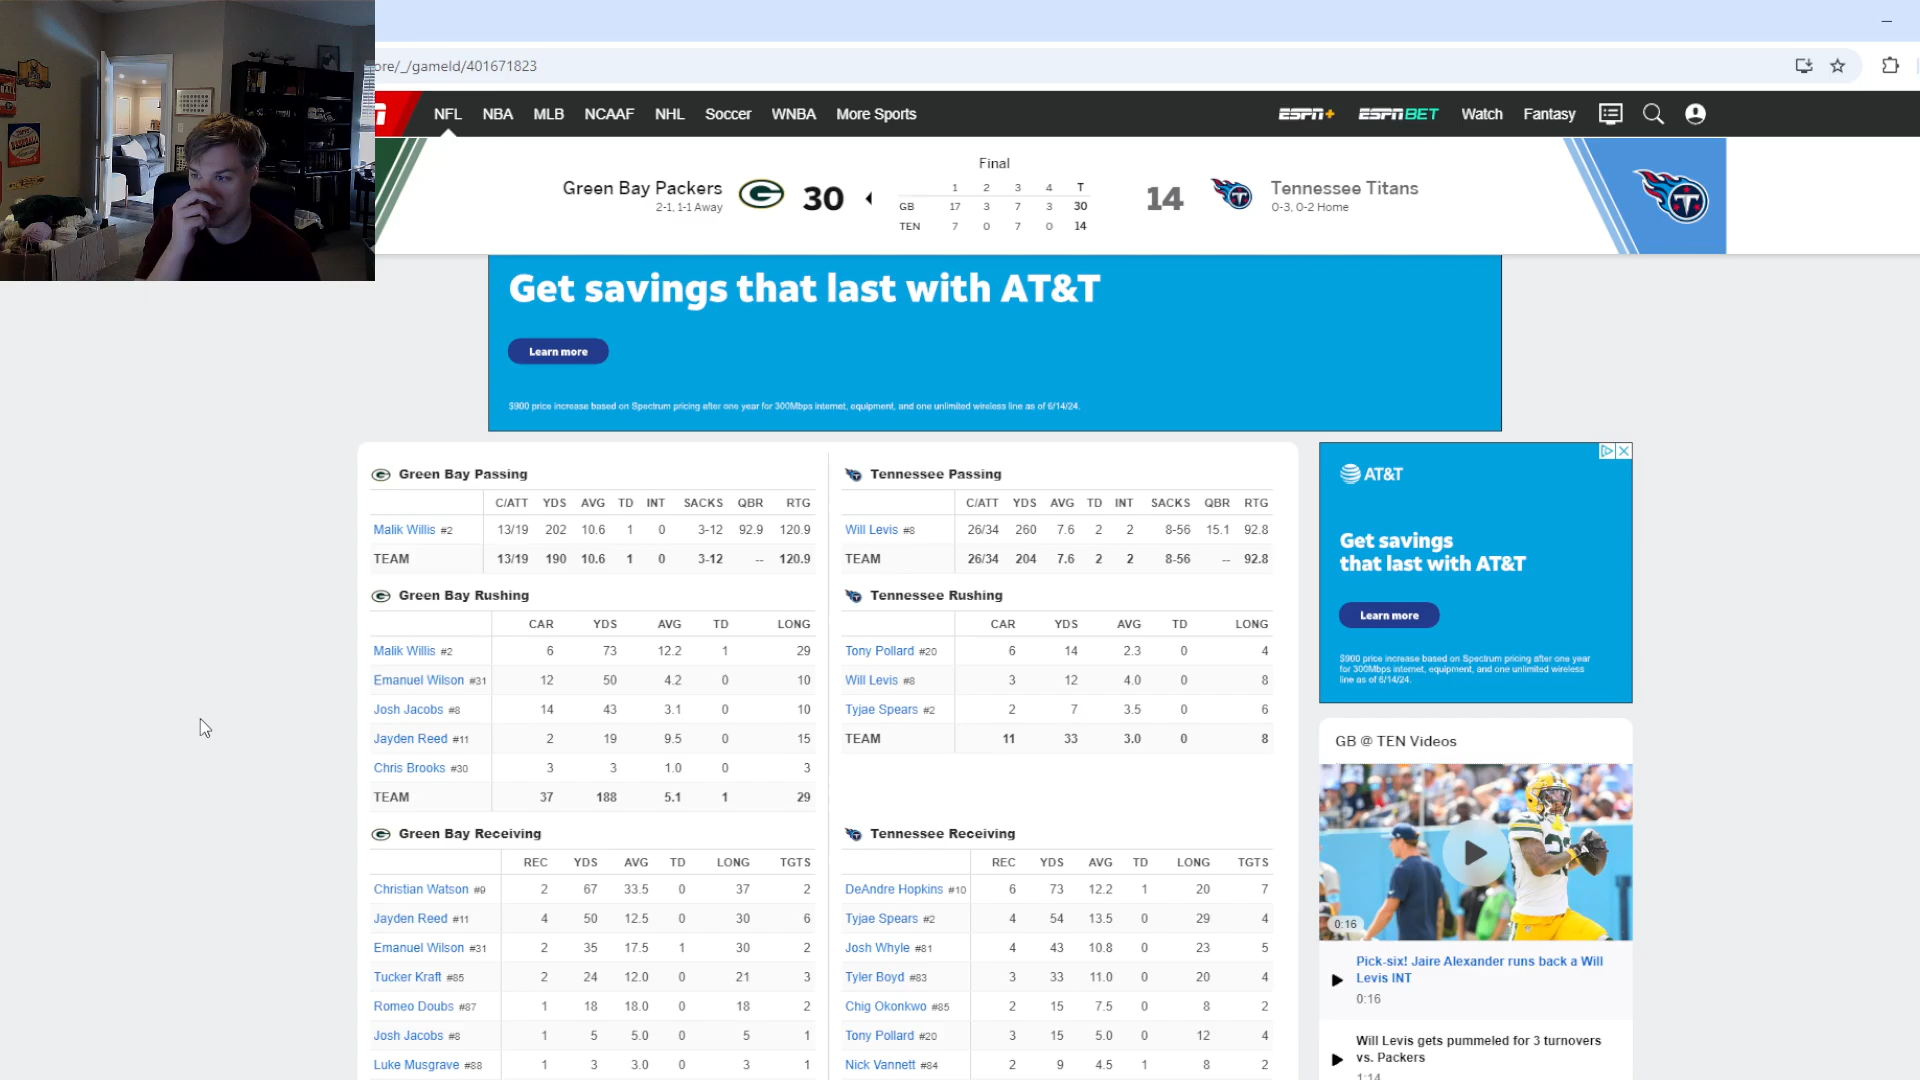 ore/_/gameId/401671823
NFL NBA MLB NCAAF NHL Soccer WNBA More Sports ESPN+ ESPN BET Watch Fantasy
Final
Green Bay Packers 30 14 Tennessee Titans
2-1, 1-1 Away 0-3, 0-2 Home
1 2 3 4 T
GB 17 3 7 3 30
TEN 7 0 7 0 14
Get savings that last with AT&T
Learn more
$900 price increase based on Spectrum pricing after one year for 300Mbps internet, equipment, and one unlimited wireless line as of 6/14/24.
Green Bay Passing
C/ATT YDS AVG TD INT SACKS QBR RTG
Malik Willis #2 13/19 202 10.6 1 0 3-12 92.9 120.9
TEAM 13/19 190 10.6 1 0 3-12 -- 120.9
Green Bay Rushing
CAR YDS AVG TD LONG
Malik Willis #2 6 73 12.2 1 29
Emanuel Wilson #31 12 50 4.2 0 10
Josh Jacobs #8 14 43 3.1 0 10
Jayden Reed #11 2 19 9.5 0 15
Chris Brooks #30 3 3 1.0 0 3
TEAM 37 188 5.1 1 29
Green Bay Receiving
REC YDS AVG TD LONG TGTS
Christian Watson #9 2 67 33.5 0 37 2
Jayden Reed #11 4 50 12.5 0 30 6
Emanuel Wilson #31 2 35 17.5 1 30 2
Tucker Kraft #85 2 24 12.0 0 21 3
Romeo Doubs #87 1 18 18.0 0 18 2
Josh Jacobs #8 1 5 5.0 0 5 1
Luke Musgrave #88 1 3 3.0 0 3 1
Tennessee Passing
C/ATT YDS AVG TD INT SACKS QBR RTG
Will Levis #8 26/34 260 7.6 2 2 8-56 15.1 92.8
TEAM 26/34 204 7.6 2 2 8-56 -- 92.8
Tennessee Rushing
CAR YDS AVG TD LONG
Tony Pollard #20 6 14 2.3 0 4
Will Levis #8 3 12 4.0 0 8
Tyjae Spears #2 2 7 3.5 0 6
TEAM 11 33 3.0 0 8
Tennessee Receiving
REC YDS AVG TD LONG TGTS
DeAndre Hopkins #10 6 73 12.2 1 20 7
Tyjae Spears #2 4 54 13.5 0 29 4
Josh Whyle #81 4 43 10.8 0 23 5
Tyler Boyd #83 3 33 11.0 0 20 4
Chig Okonkwo #85 2 15 7.5 0 8 2
Tony Pollard #20 3 15 5.0 0 12 4
Nick Vannett #84 2 9 4.5 1 8 2
AT&T
Get savings
that last with AT&T
Learn more
$900 price increase based on Spectrum pricing after one year
for 300Mbps internet, equipment, and one unlimited wireless
line as of 6/14/24.
GB @ TEN Videos
0:16
Pick-six! Jaire Alexander runs back a Will
Levis INT
0:16
Will Levis gets pummeled for 3 turnovers
vs. Packers
1:14